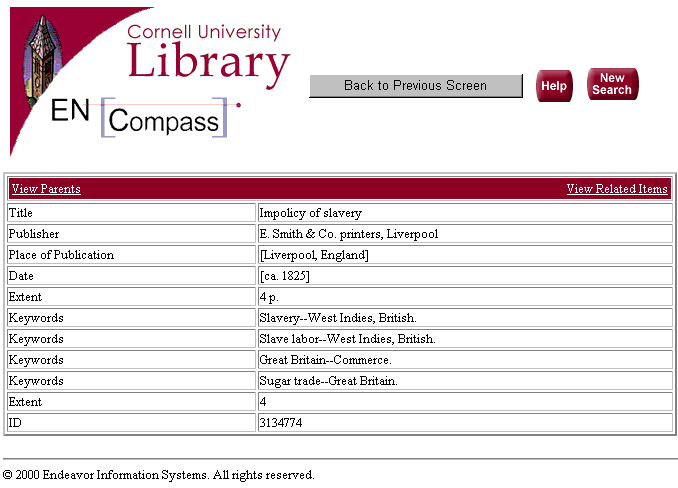 Cornell University
Library
EN [Compass]
Back to Previous Screen
Help
New
Search
View Parents View Related Items
Title Impolicy of slavery
Publisher E. Smith & Co. printers, Liverpool
Place of Publication [Liverpool, England]
Date [ca. 1825]
Extent 4 p.
Keywords Slavery--West Indies, British.
Keywords Slave labor--West Indies, British.
Keywords Great Britain--Commerce.
Keywords Sugar trade--Great Britain.
Extent 4
ID 3134774
© 2000 Endeavor Information Systems. All rights reserved.